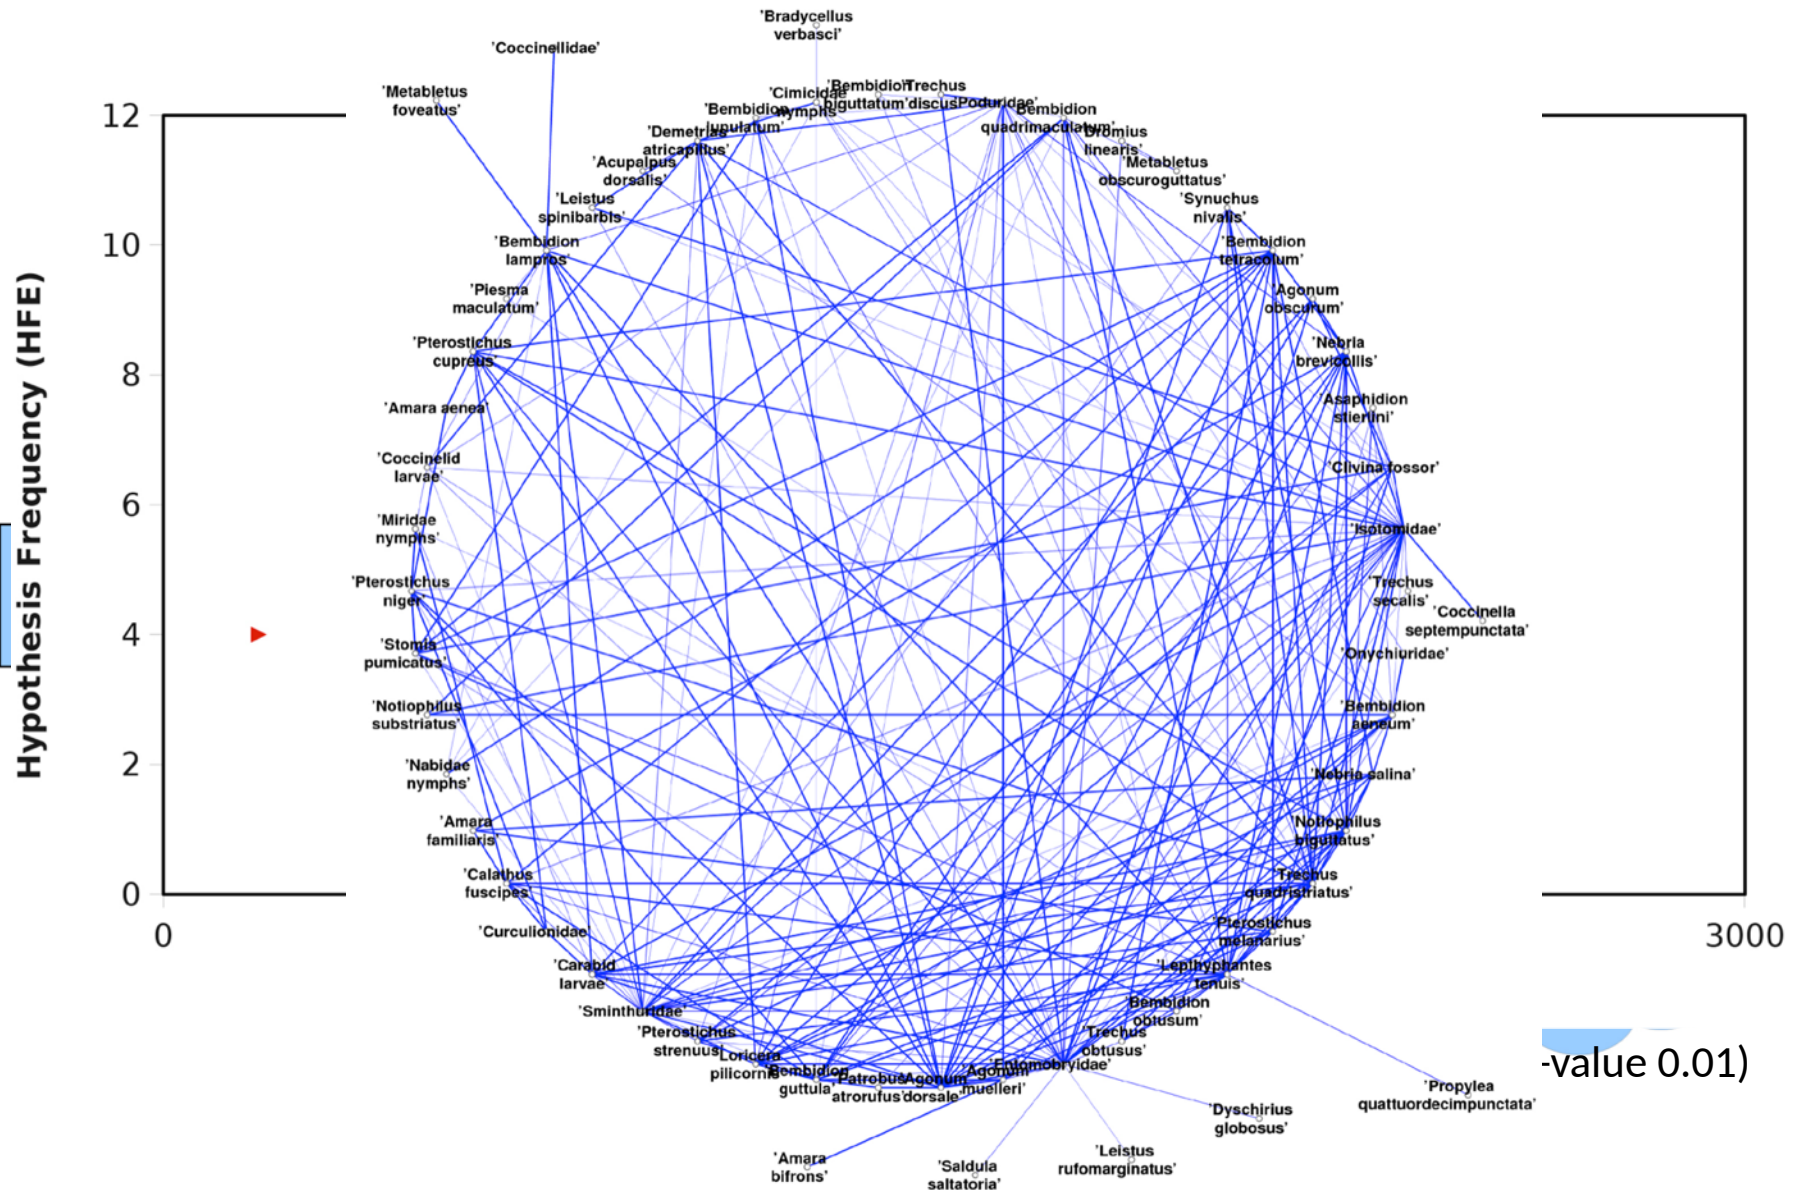 'Bradycellus
verbasci'
'Coccinellidae'
'Metabletus
foveatus'
'Cimicidae
nymphs'
'Bembidion
biguttatum'
'Trechus
discus'
'Poduridae'
'Bembidion
quadrimaculatum'
'Bembidion
lupulatum'
'Demetrias
atricapillus'
'Dromius
linearis'
'Acupalpus
dorsalis'
'Metabletus
obscuroguttatus'
'Leistus
spinibarbis'
'Synuchus
nivalis'
'Bembidion
lampros'
'Bembidion
tetracolum'
'Piesma
maculatum'
'Agonum
obscurum'
'Pterostichus
cupreus'
'Nebria
brevicollis'
'Amara aenea'
'Asaphidion
stierlini'
'Coccinelid
larvae'
'Clivina fossor'
'Miridae
nymphs'
'Isotomidae'
'Pterostichus
niger'
'Trechus
secalis'
'Coccinella
septempunctata'
'Stomis
pumicatus'
'Onychiuridae'
'Notiophilus
substriatus'
'Bembidion
aeneum'
'Nabidae
nymphs'
'Nebria salina'
'Amara
familiaris'
'Notiophilus
biguttatus'
'Calathus
fuscipes'
'Trechus
quadristriatus'
'Curculionidae'
'Pterostichus
melanarius'
'Carabid
larvae'
'Lepthyphantes
tenuis'
'Sminthuridae'
'Bembidion
obtusum'
'Pterostichus
strenuus'
'Trechus
obtusus'
'Loricera
pilicornis'
'Entomobryidae'
'Bembidion
guttula'
'Patrobus
atrorufus'
'Agonum
dorsale'
'Agonum
muelleri'
'Propylea
quattuordecimpunctata'
'Dyschirius
globosus'
'Amara
bifrons'
'Saldula
saltatoria'
'Leistus
rufomarginatus'
Hypothesis Frequency (HFE)
12
10
8
6
4
2
0
0
3000
-value 0.01)